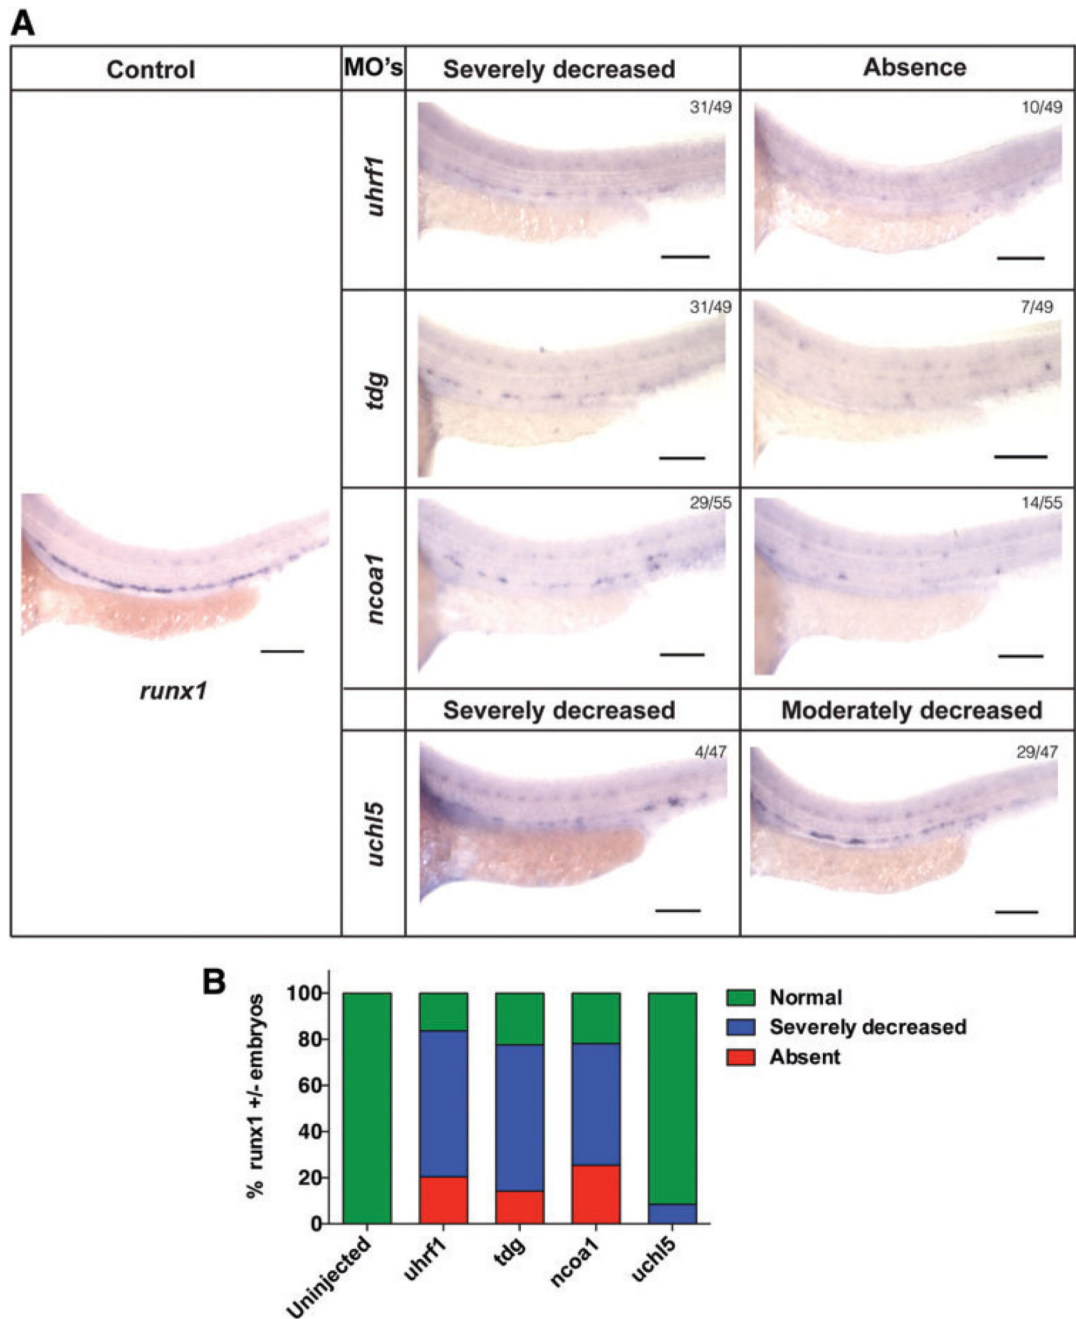 A
Control MO's Severely decreased Absence
uhrf1
31/49
10/49
tdg
31/49
7/49
ncoa1
29/55
14/55
runx1
Severely decreased Moderately decreased
uchl5
4/47
29/47
B
% runx1 +/- embryos
100
80
60
40
20
0
Uninjected
uhrf1
tdg
ncoa1
uchl5
Normal
Severely decreased
Absent